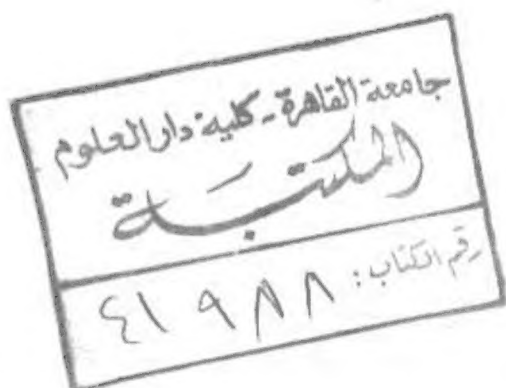 جامعة القاهرة - كلية دار العلوم
المكتبة
رقم الكتاب: ٤١٩٨٨